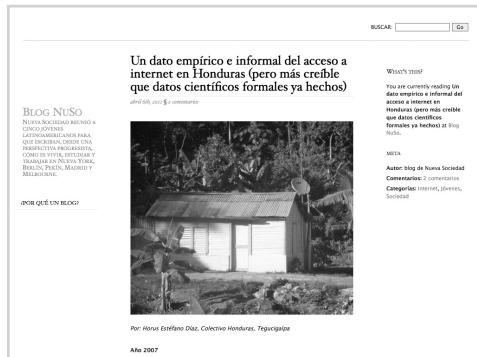 BUSCAR:
Go
Un dato empírico e informal del acceso a
internet en Honduras (pero más creíble
que datos científicos formales ya hechos)
abril 6th, 2011 § 2 comentarios
BLOG NUSO
NUEVA SOCIEDAD REUNIÓ A
CINCO JÓVENES
LATINOAMERICANOS PARA
QUE ESCRIBAN, DESDE UNA
PERSPECTIVA PROGRESISTA,
CÓMO ES VIVIR, ESTUDIAR Y
TRABAJAR EN NUEVA YORK,
BERLÍN, PEKÍN, MADRID Y
MELBOURNE.
¿POR QUÉ UN BLOG?
WHAT'S THIS?
You are currently reading Un
dato empírico e informal del
acceso a internet en
Honduras (pero más creíble
que datos científicos
formales ya hechos) at Blog
NuSo.
META
Autor: blog de Nueva Sociedad
Comentarios: 2 comentarios
Categorías: Internet, Jóvenes,
Sociedad
Por: Horus Estéfano Díaz, Colectivo Honduras, Tegucigalpa
Año 2007